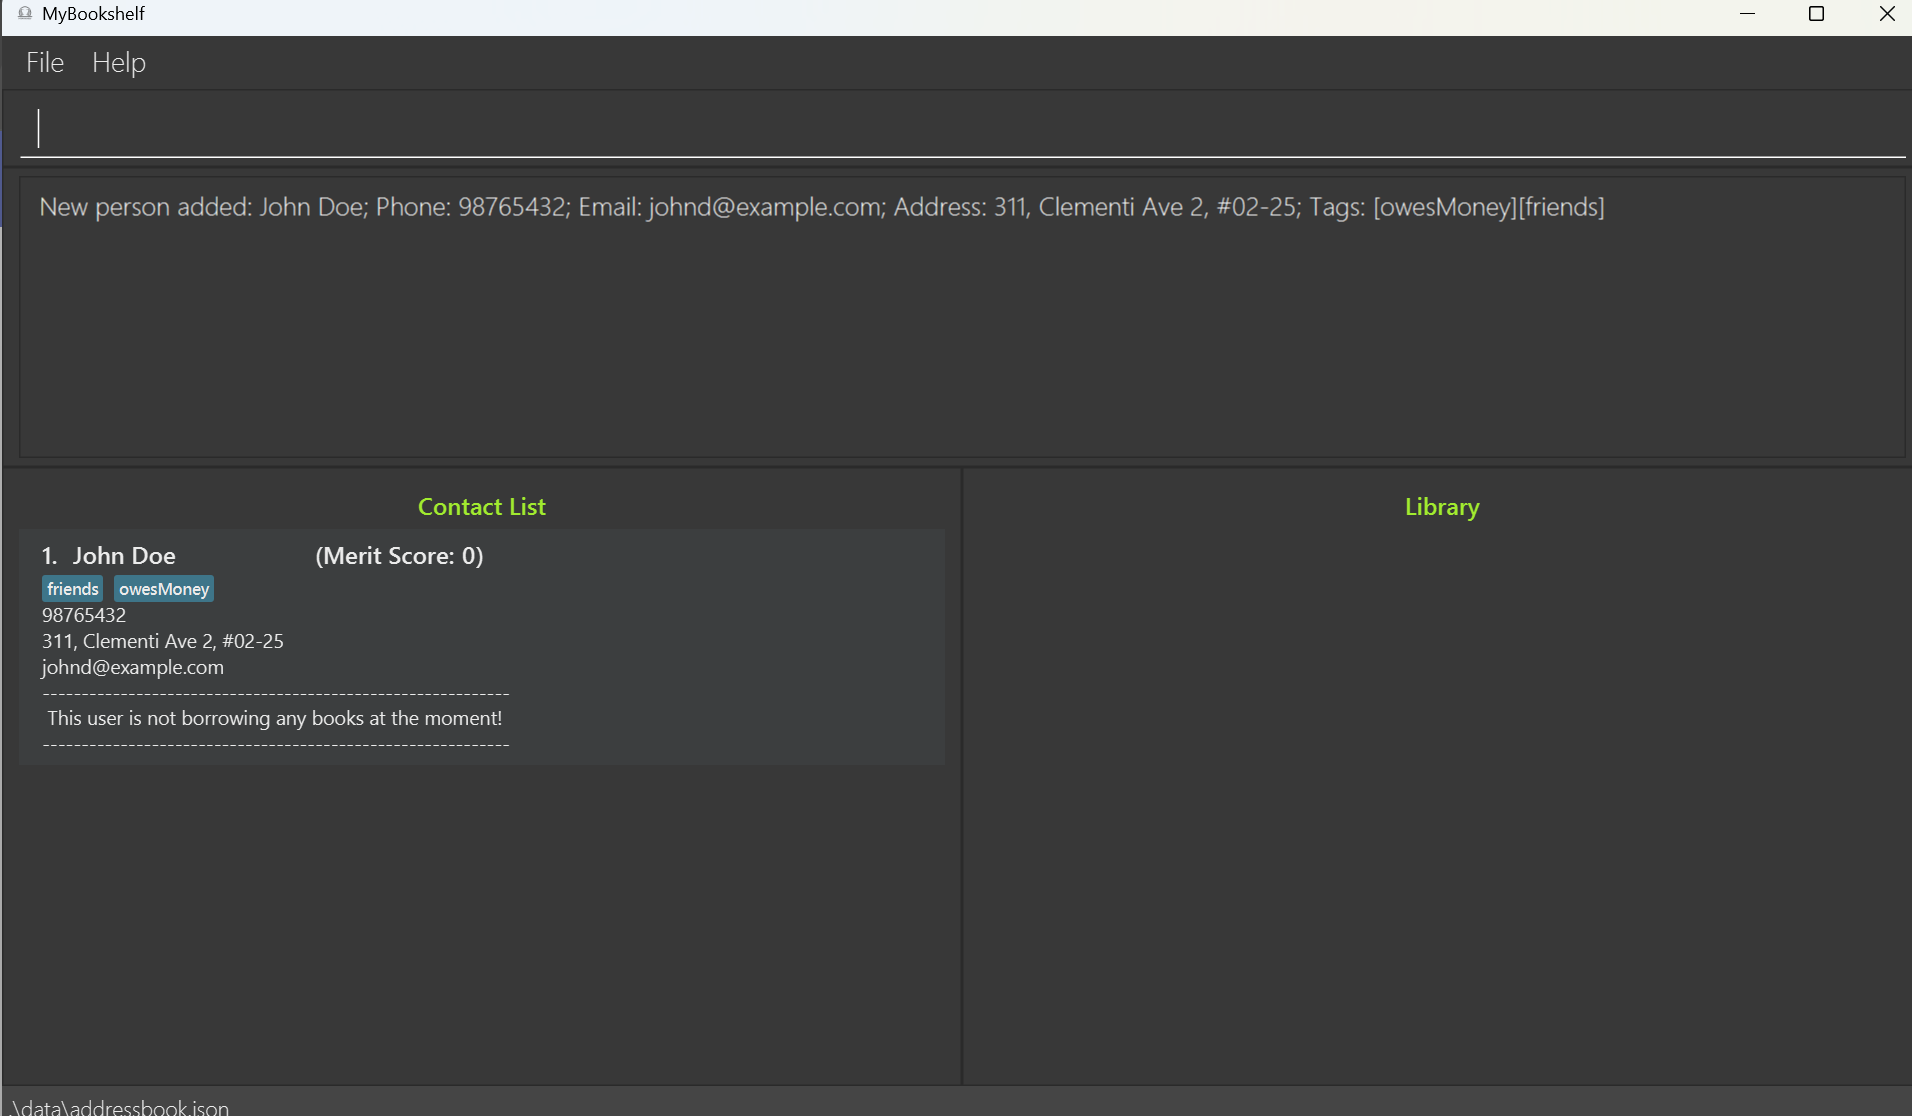 MyBookshelf
File Help
New person added: John Doe; Phone: 98765432; Email: johnd@example.com; Address: 311, Clementi Ave 2, #02-25; Tags: [owesMoney][friends]
Contact List
1. John Doe (Merit Score: 0)
friends owesMoney
98765432
311, Clementi Ave 2, #02-25
johnd@example.com
------------------------------------------------------------
This user is not borrowing any books at the moment!
------------------------------------------------------------
Library
.\data\addressbook.json